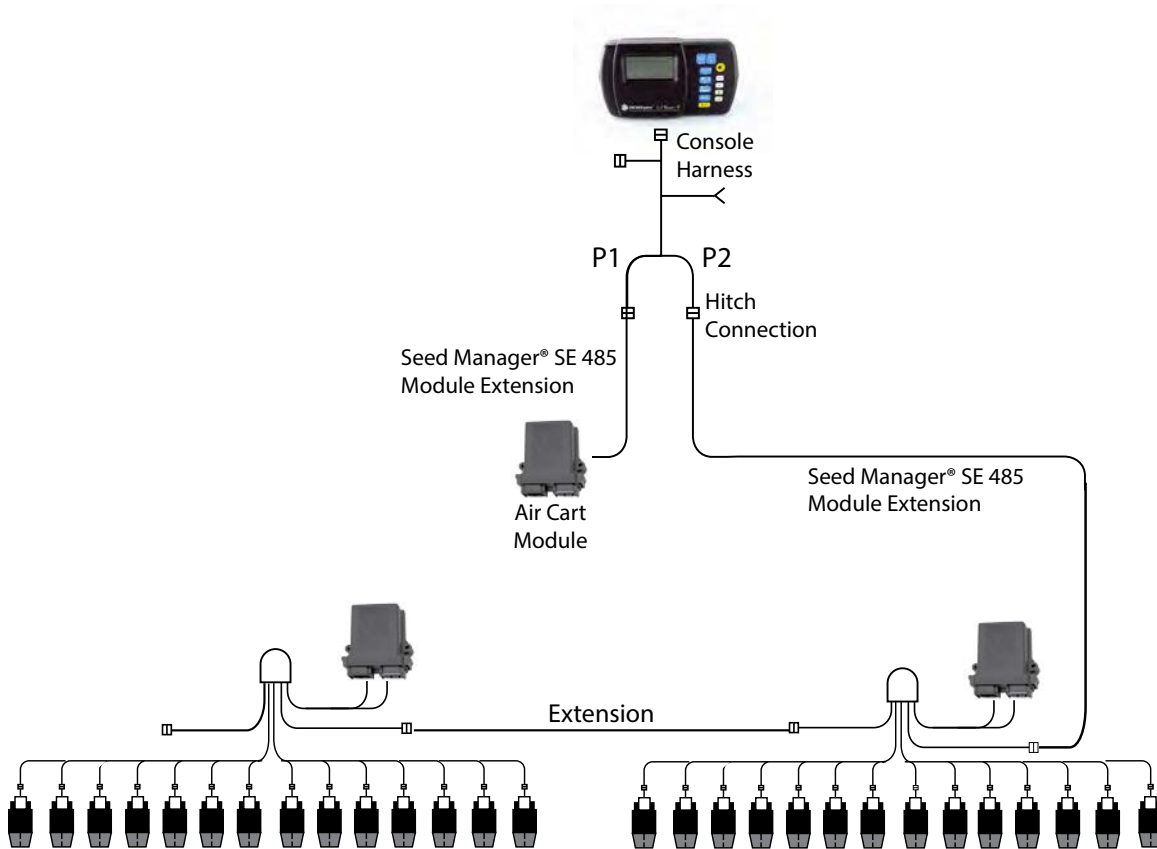 Console
Harness
P1
P2
Hitch
Connection
Seed Manager® SE 485
Module Extension
Seed Manager® SE 485
Module Extension
Air Cart
Module
Extension